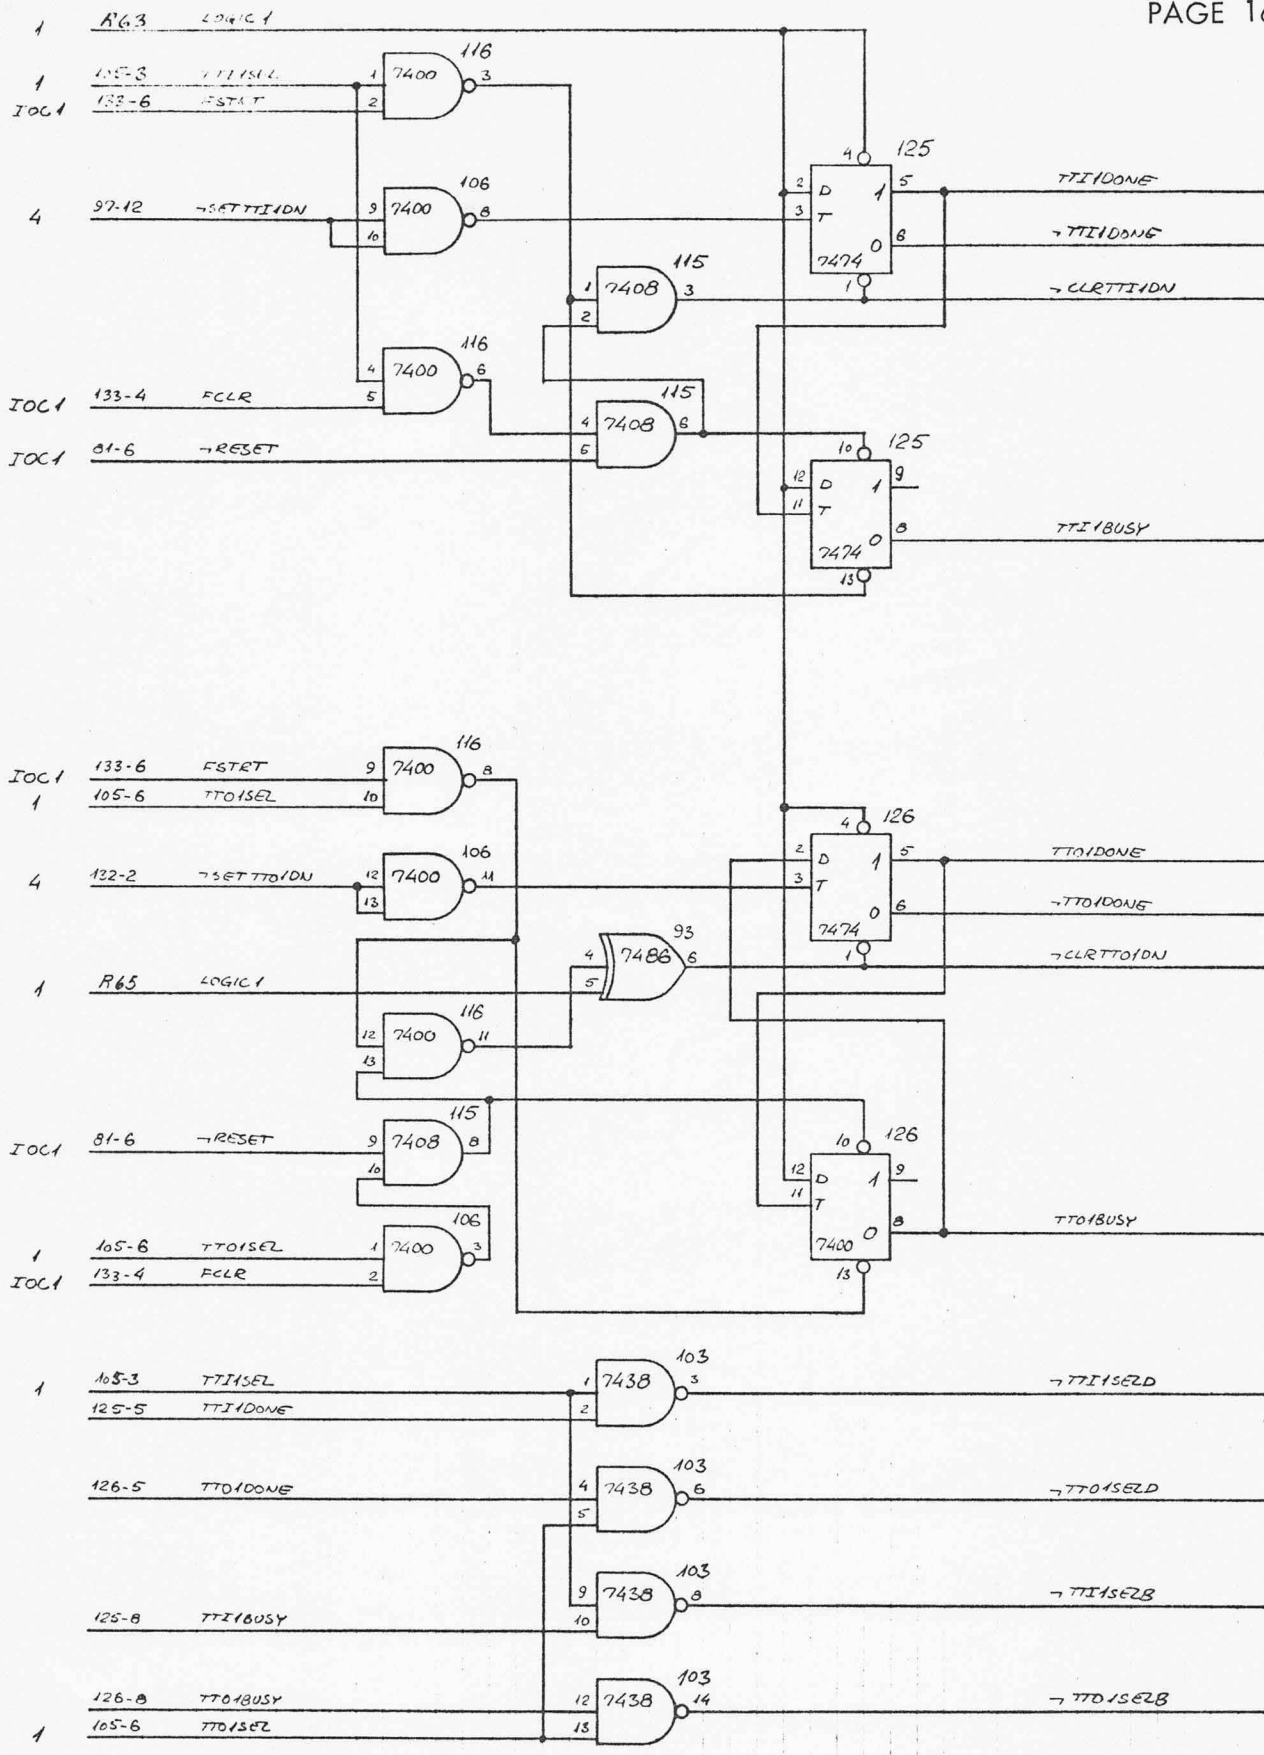 PAGE 16
1 R63 LOGIC1
116
1 105-3 TTI1SEL 1 7400 3
IOC1 133-6 FSTRT 2
4 125
106
2 D 1 5 TTI1DONE
4 97-12 ¬SETTTI1DN 9 7400 8 3 T
10 0 6 ¬TTI1DONE
7474
115
1 7408 3 1 ¬CLRTTI1DN
2
116
4 7400 6
IOC1 133-4 FCLR 5 115
4 7408 6 10 125
IOC1 81-6 ¬RESET 5
12 D 1 9
11 T
0 8 TTI1BUSY
7474
13
116
IOC1 133-6 FSTRT 9 7400 8
1 105-6 TTO1SEL 10
4 126
106
2 D 1 5 TTO1DONE
4 132-2 ¬SETTTO1DN 12 7400 11 3 T
13 0 6 ¬TTO1DONE
7474
93
4 7486 6 1 ¬CLRTTO1DN
1 R65 LOGIC1 5
116
12 7400 11
13
115
10 126
IOC1 81-6 ¬RESET 9 7408 8
10 12 D 1 9
11 T
106
0 8 TTO1BUSY
1 105-6 TTO1SEL 1 7400 3 7400
IOC1 133-4 FCLR 2 13
103
1 105-3 TTI1SEL 1 7438 3 ¬TTI1SELD
125-5 TTI1DONE 2
103
126-5 TTO1DONE 4 7438 6 ¬TTO1SELD
5
103
9 7438 8 ¬TTI1SELB
125-8 TTI1BUSY 10
103
126-8 TTO1BUSY 12 7438 14 ¬TTO1SELB
1 105-6 TTO1SEL 13